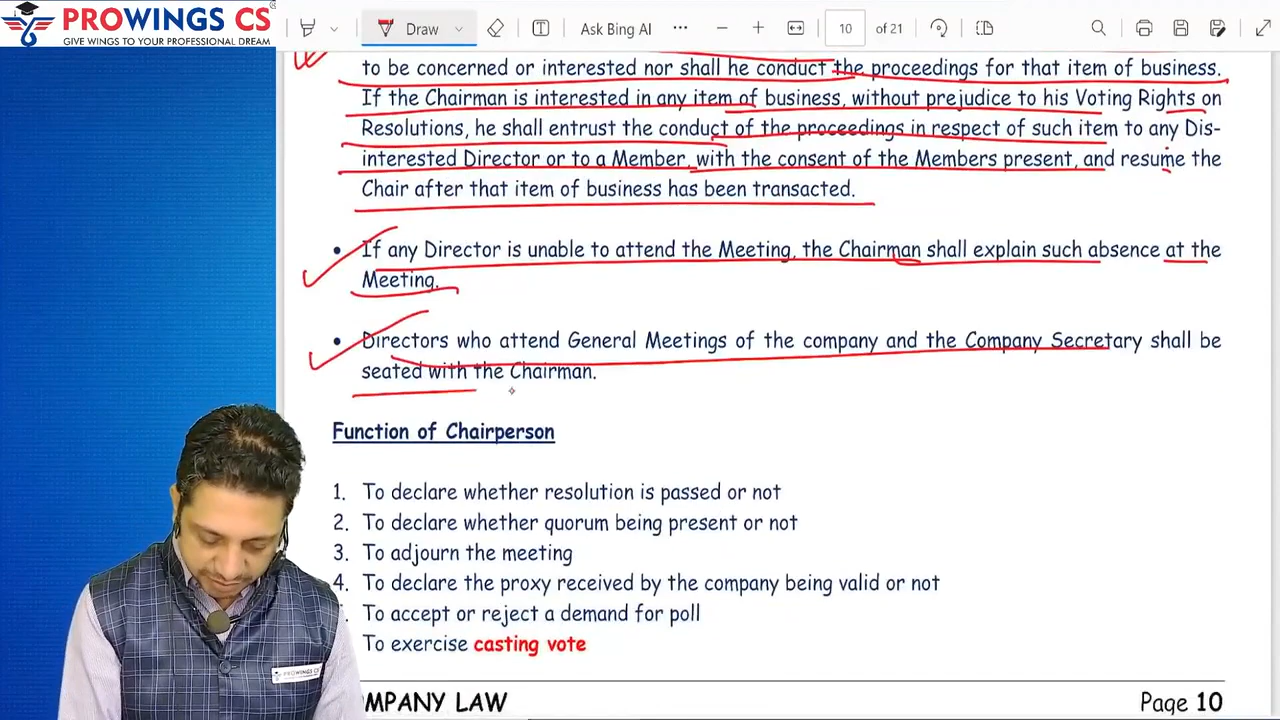 PROWINGS CS
GIVE WINGS TO YOUR PROFESSIONAL DREAM
Draw
Ask Bing AI
10 of 21
to be concerned or interested nor shall he conduct the proceedings for that item of business.
If the Chairman is interested in any item of business, without prejudice to his Voting Rights on
Resolutions, he shall entrust the conduct of the proceedings in respect of such item to any Dis-
interested Director or to a Member, with the consent of the Members present, and resume the
Chair after that item of business has been transacted.
• If any Director is unable to attend the Meeting, the Chairman shall explain such absence at the
Meeting.
• Directors who attend General Meetings of the company and the Company Secretary shall be
seated with the Chairman.
Function of Chairperson
1. To declare whether resolution is passed or not
2. To declare whether quorum being present or not
3. To adjourn the meeting
4. To declare the proxy received by the company being valid or not
To accept or reject a demand for poll
To exercise casting vote
PROWINGS CS
MPANY LAW
Page 10